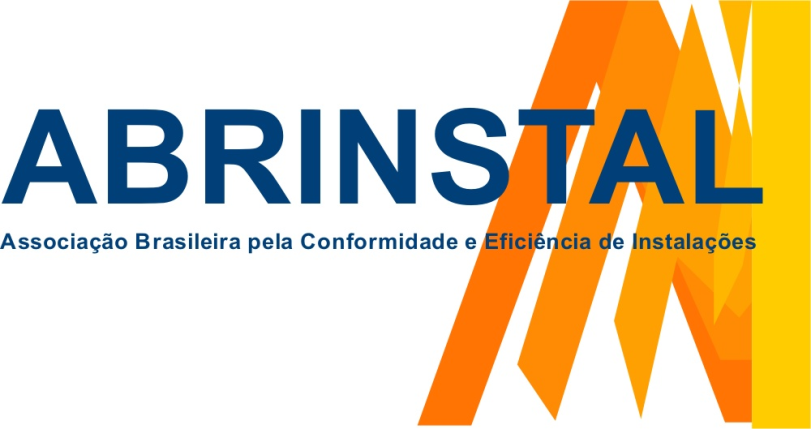 ABRINSTAL
Associação Brasileira pela Conformidade e Eficiência de Instalações